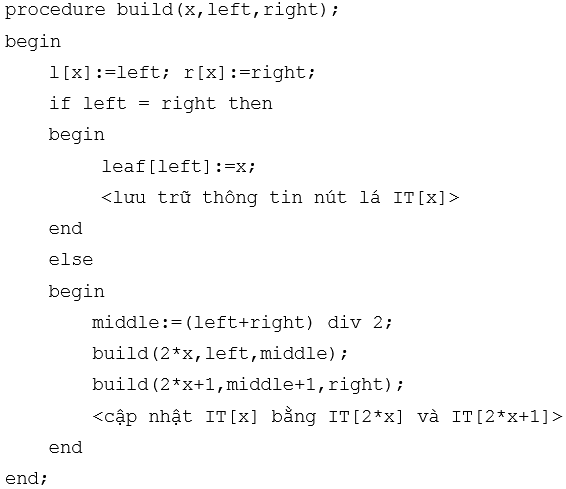 procedure build(x,left,right);
begin
l[x]:=left; r[x]:=right;
if left = right then
begin
leaf[left]:=x;
<lưu trữ thông tin nút lá IT[x]>
end
else
begin
middle:=(left+right) div 2;
build(2*x,left,middle);
build(2*x+1,middle+1,right);
<cập nhật IT[x] bằng IT[2*x] và IT[2*x+1]>
end
end;